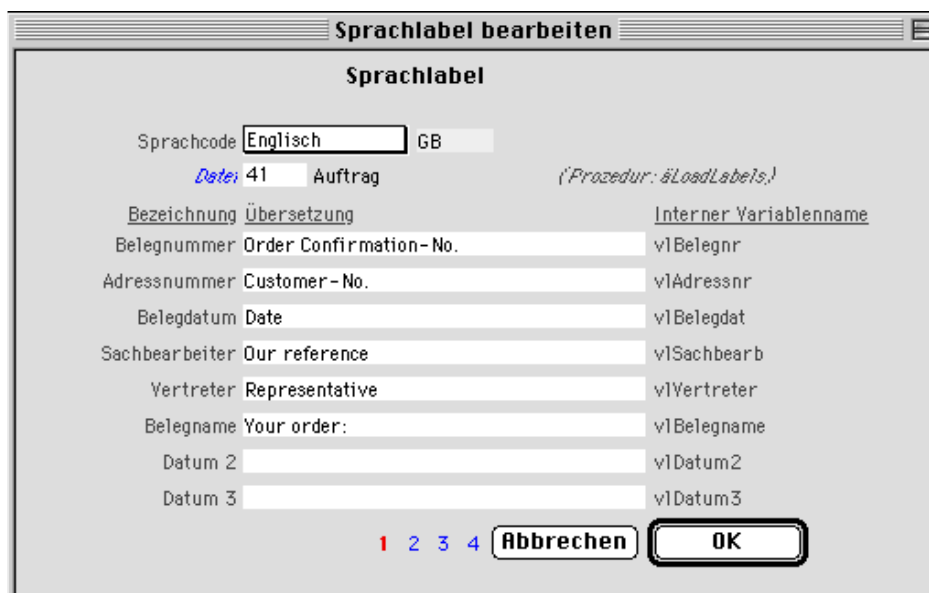 Sprachlabel bearbeiten
Sprachlabel
Sprachcode Englisch GB
Datei 41 Auftrag (Prozedur: äLoadLabels,)
Bezeichnung Übersetzung Interner Variablenname
Belegnummer Order Confirmation-No. vlBelegnr
Adressnummer Customer-No. vlAdressnr
Belegdatum Date vlBelegdat
Sachbearbeiter Our reference vlSachbearb
Vertreter Representative vlVertreter
Belegname Your order: vlBelegname
Datum 2 vlDatum2
Datum 3 vlDatum3
1 2 3 4 Abbrechen OK